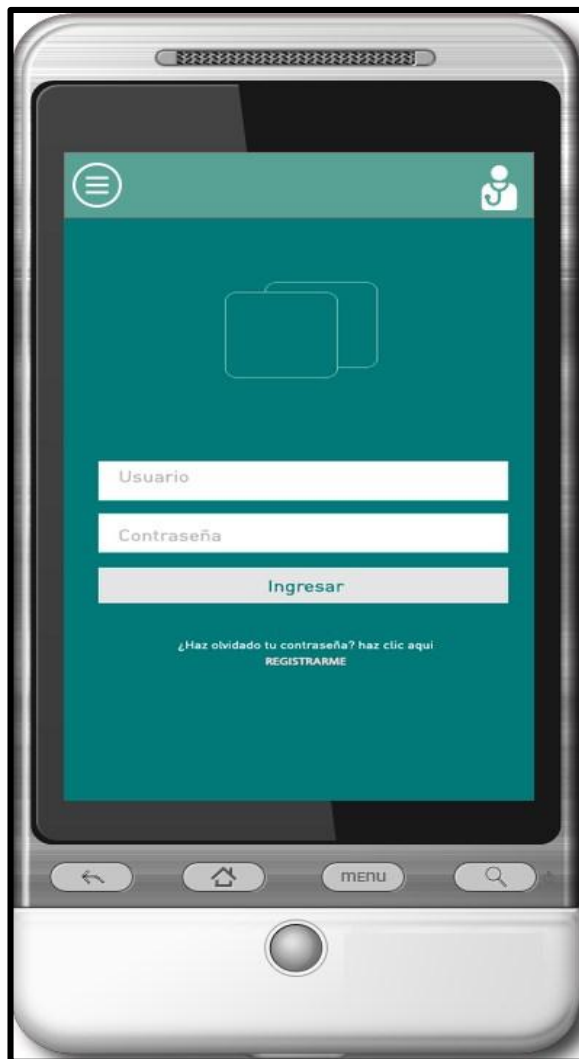 Usuario
Contraseña
Ingresar
¿Haz olvidado tu contraseña? haz clic aqui
REGISTRARME
MENU